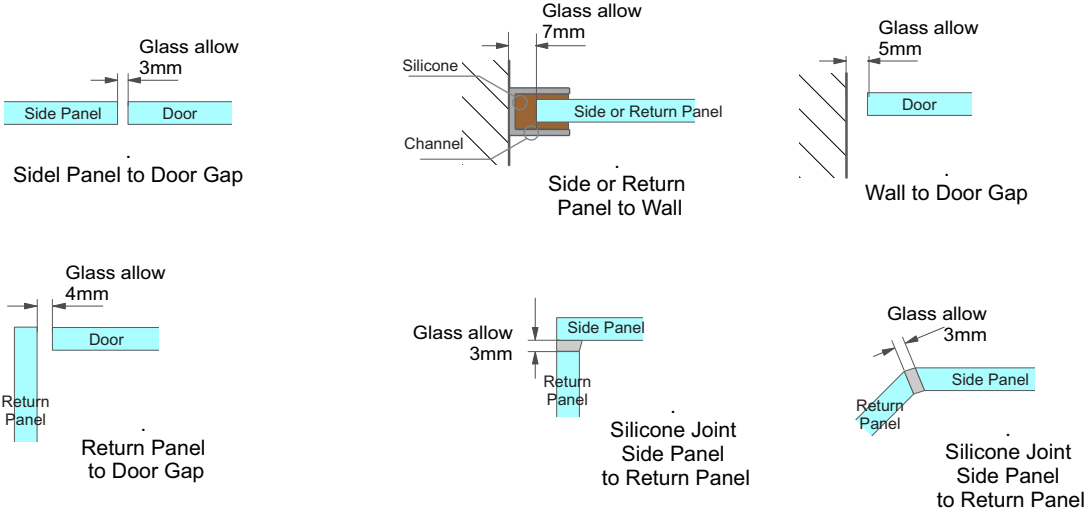 Glass allow
3mm
Side Panel
Door
Sidel Panel to Door Gap
Glass allow
7mm
Silicone
Side or Return Panel
Channel
Side or Return
Panel to Wall
Glass allow
5mm
Door
Wall to Door Gap
Glass allow
4mm
Door
Return
Panel
Return Panel
to Door Gap
Glass allow
3mm
Side Panel
Return
Panel
Silicone Joint
Side Panel
to Return Panel
Glass allow
3mm
Side Panel
Return
Panel
Silicone Joint
Side Panel
to Return Panel